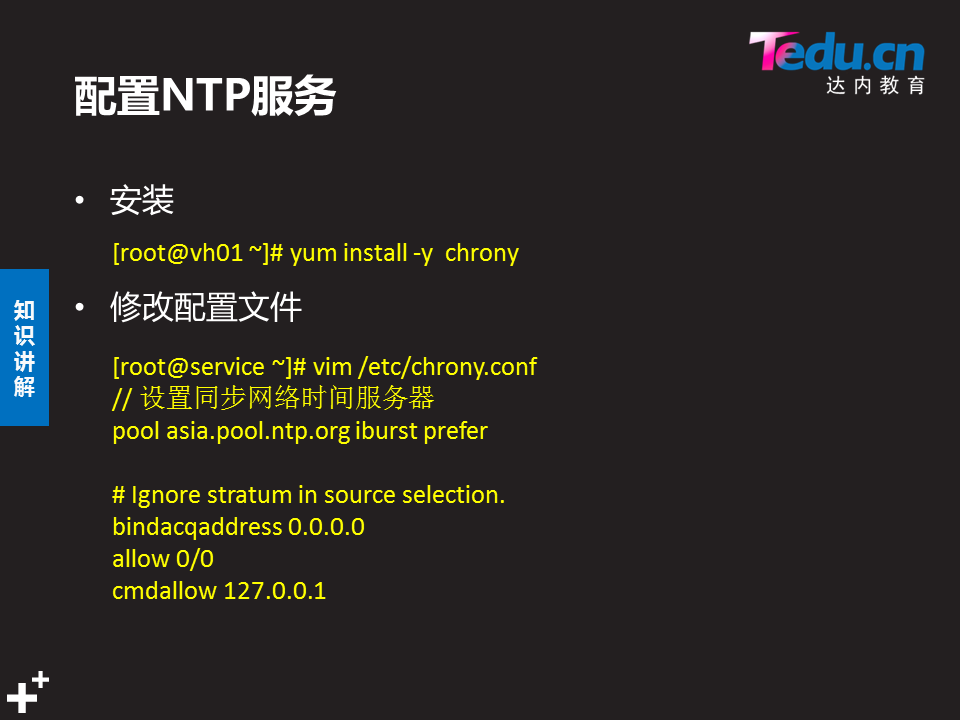 Tedu.cn
达内教育
配置NTP服务
• 安装
[root@vh01 ~]# yum install -y  chrony
• 修改配置文件
知识讲解
[root@service ~]# vim /etc/chrony.conf
// 设置同步网络时间服务器
pool asia.pool.ntp.org iburst prefer
# Ignore stratum in source selection.
bindacqaddress 0.0.0.0
allow 0/0
cmdallow 127.0.0.1